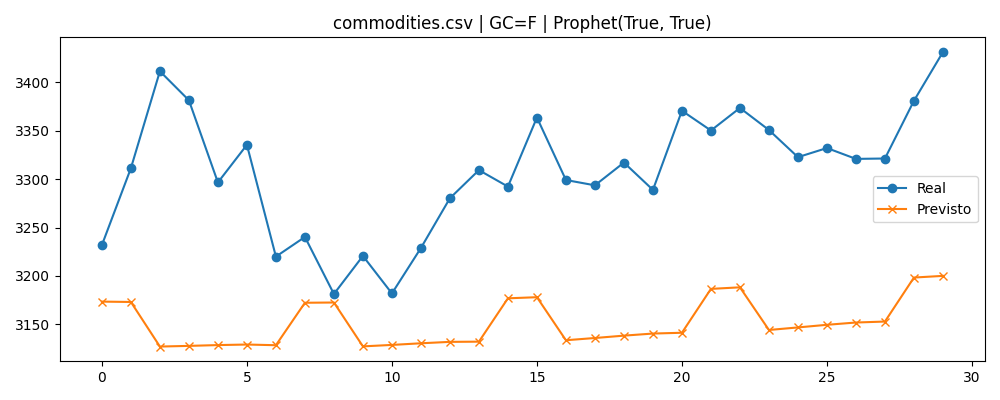 commodities.csv | GC=F | Prophet(True, True)
3400
3350
3300
3250
3200
3150
Real
Previsto
0 5 10 15 20 25 30